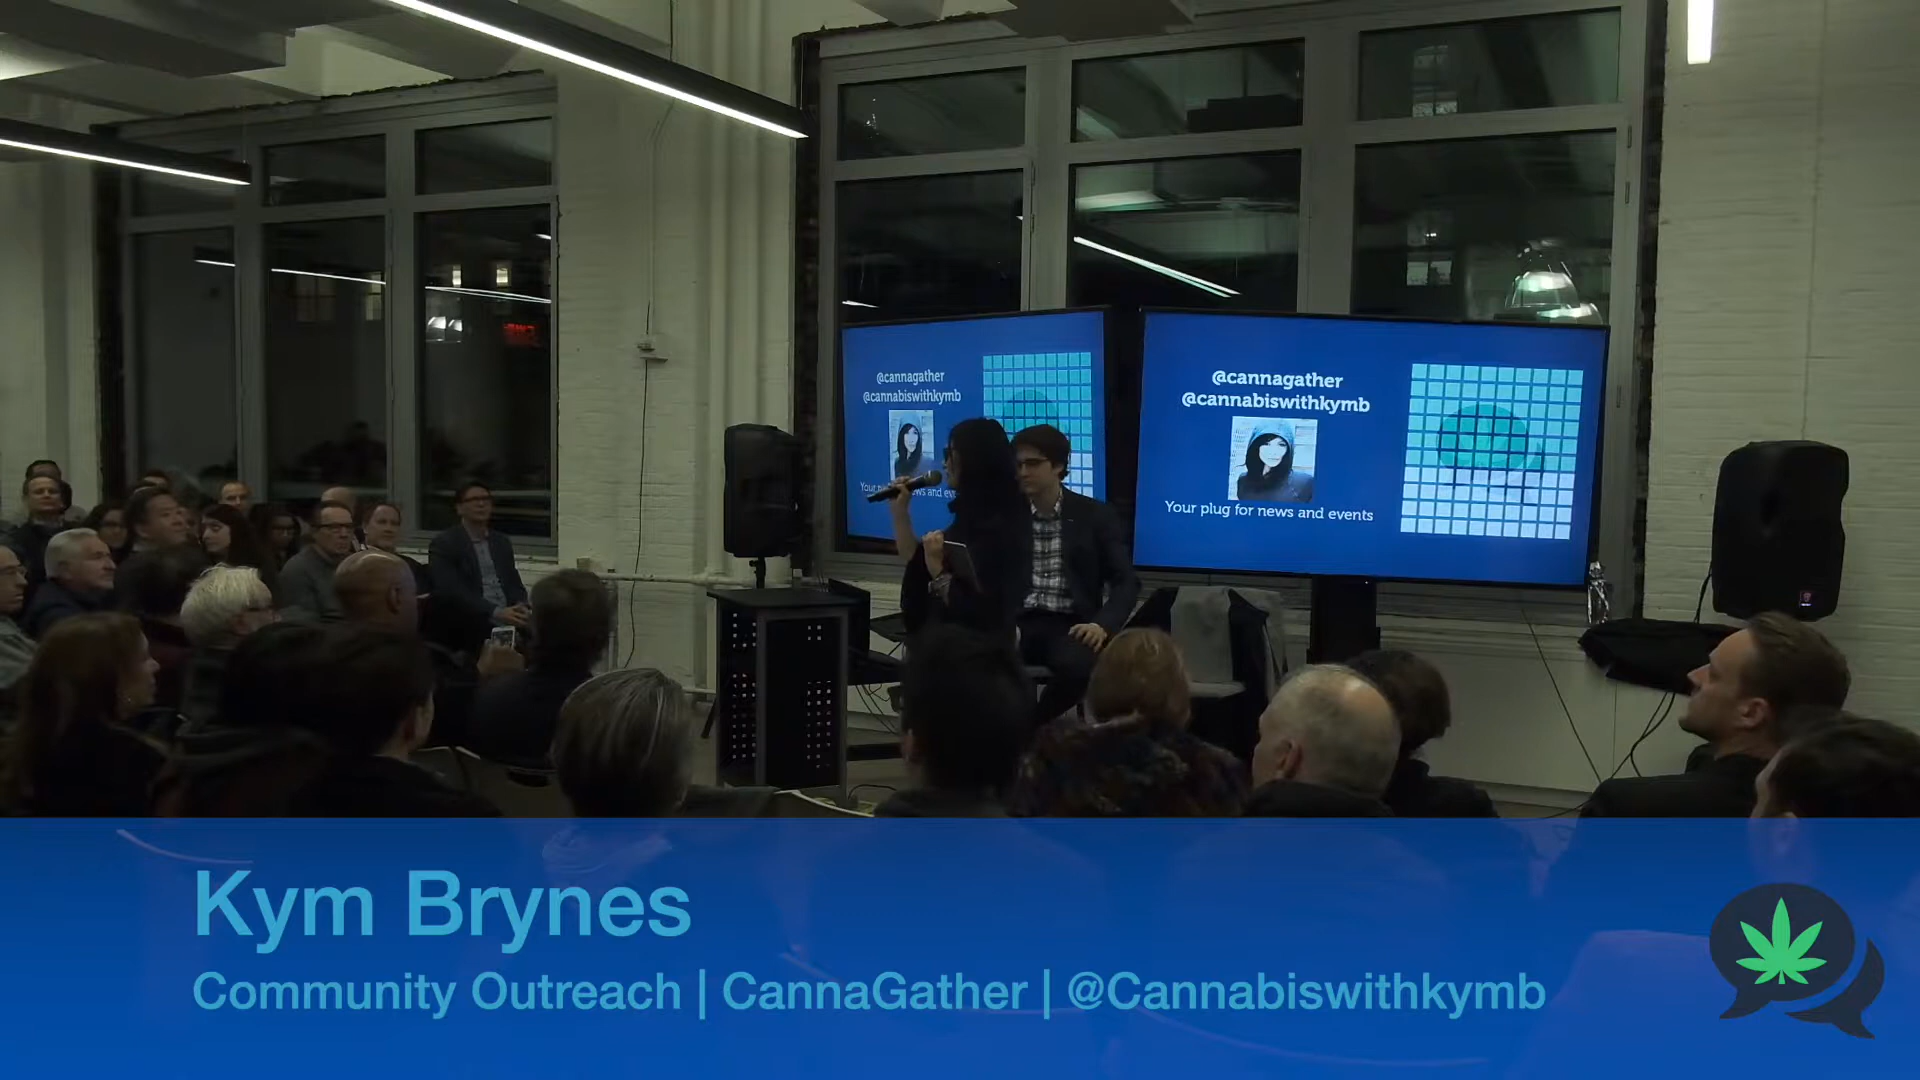 @cannagather
@cannabiswithkymb
@cannagather
@cannabiswithkymb
Your plug for news and events
Kym Brynes
Community Outreach | CannaGather | @Cannabiswithkymb